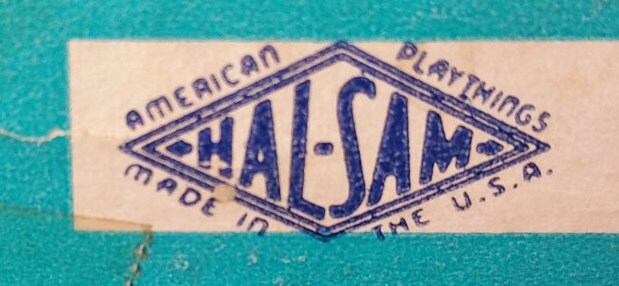 AMERICAN PLAYTHINGS
HAL-SAM
MADE IN THE U.S.A.